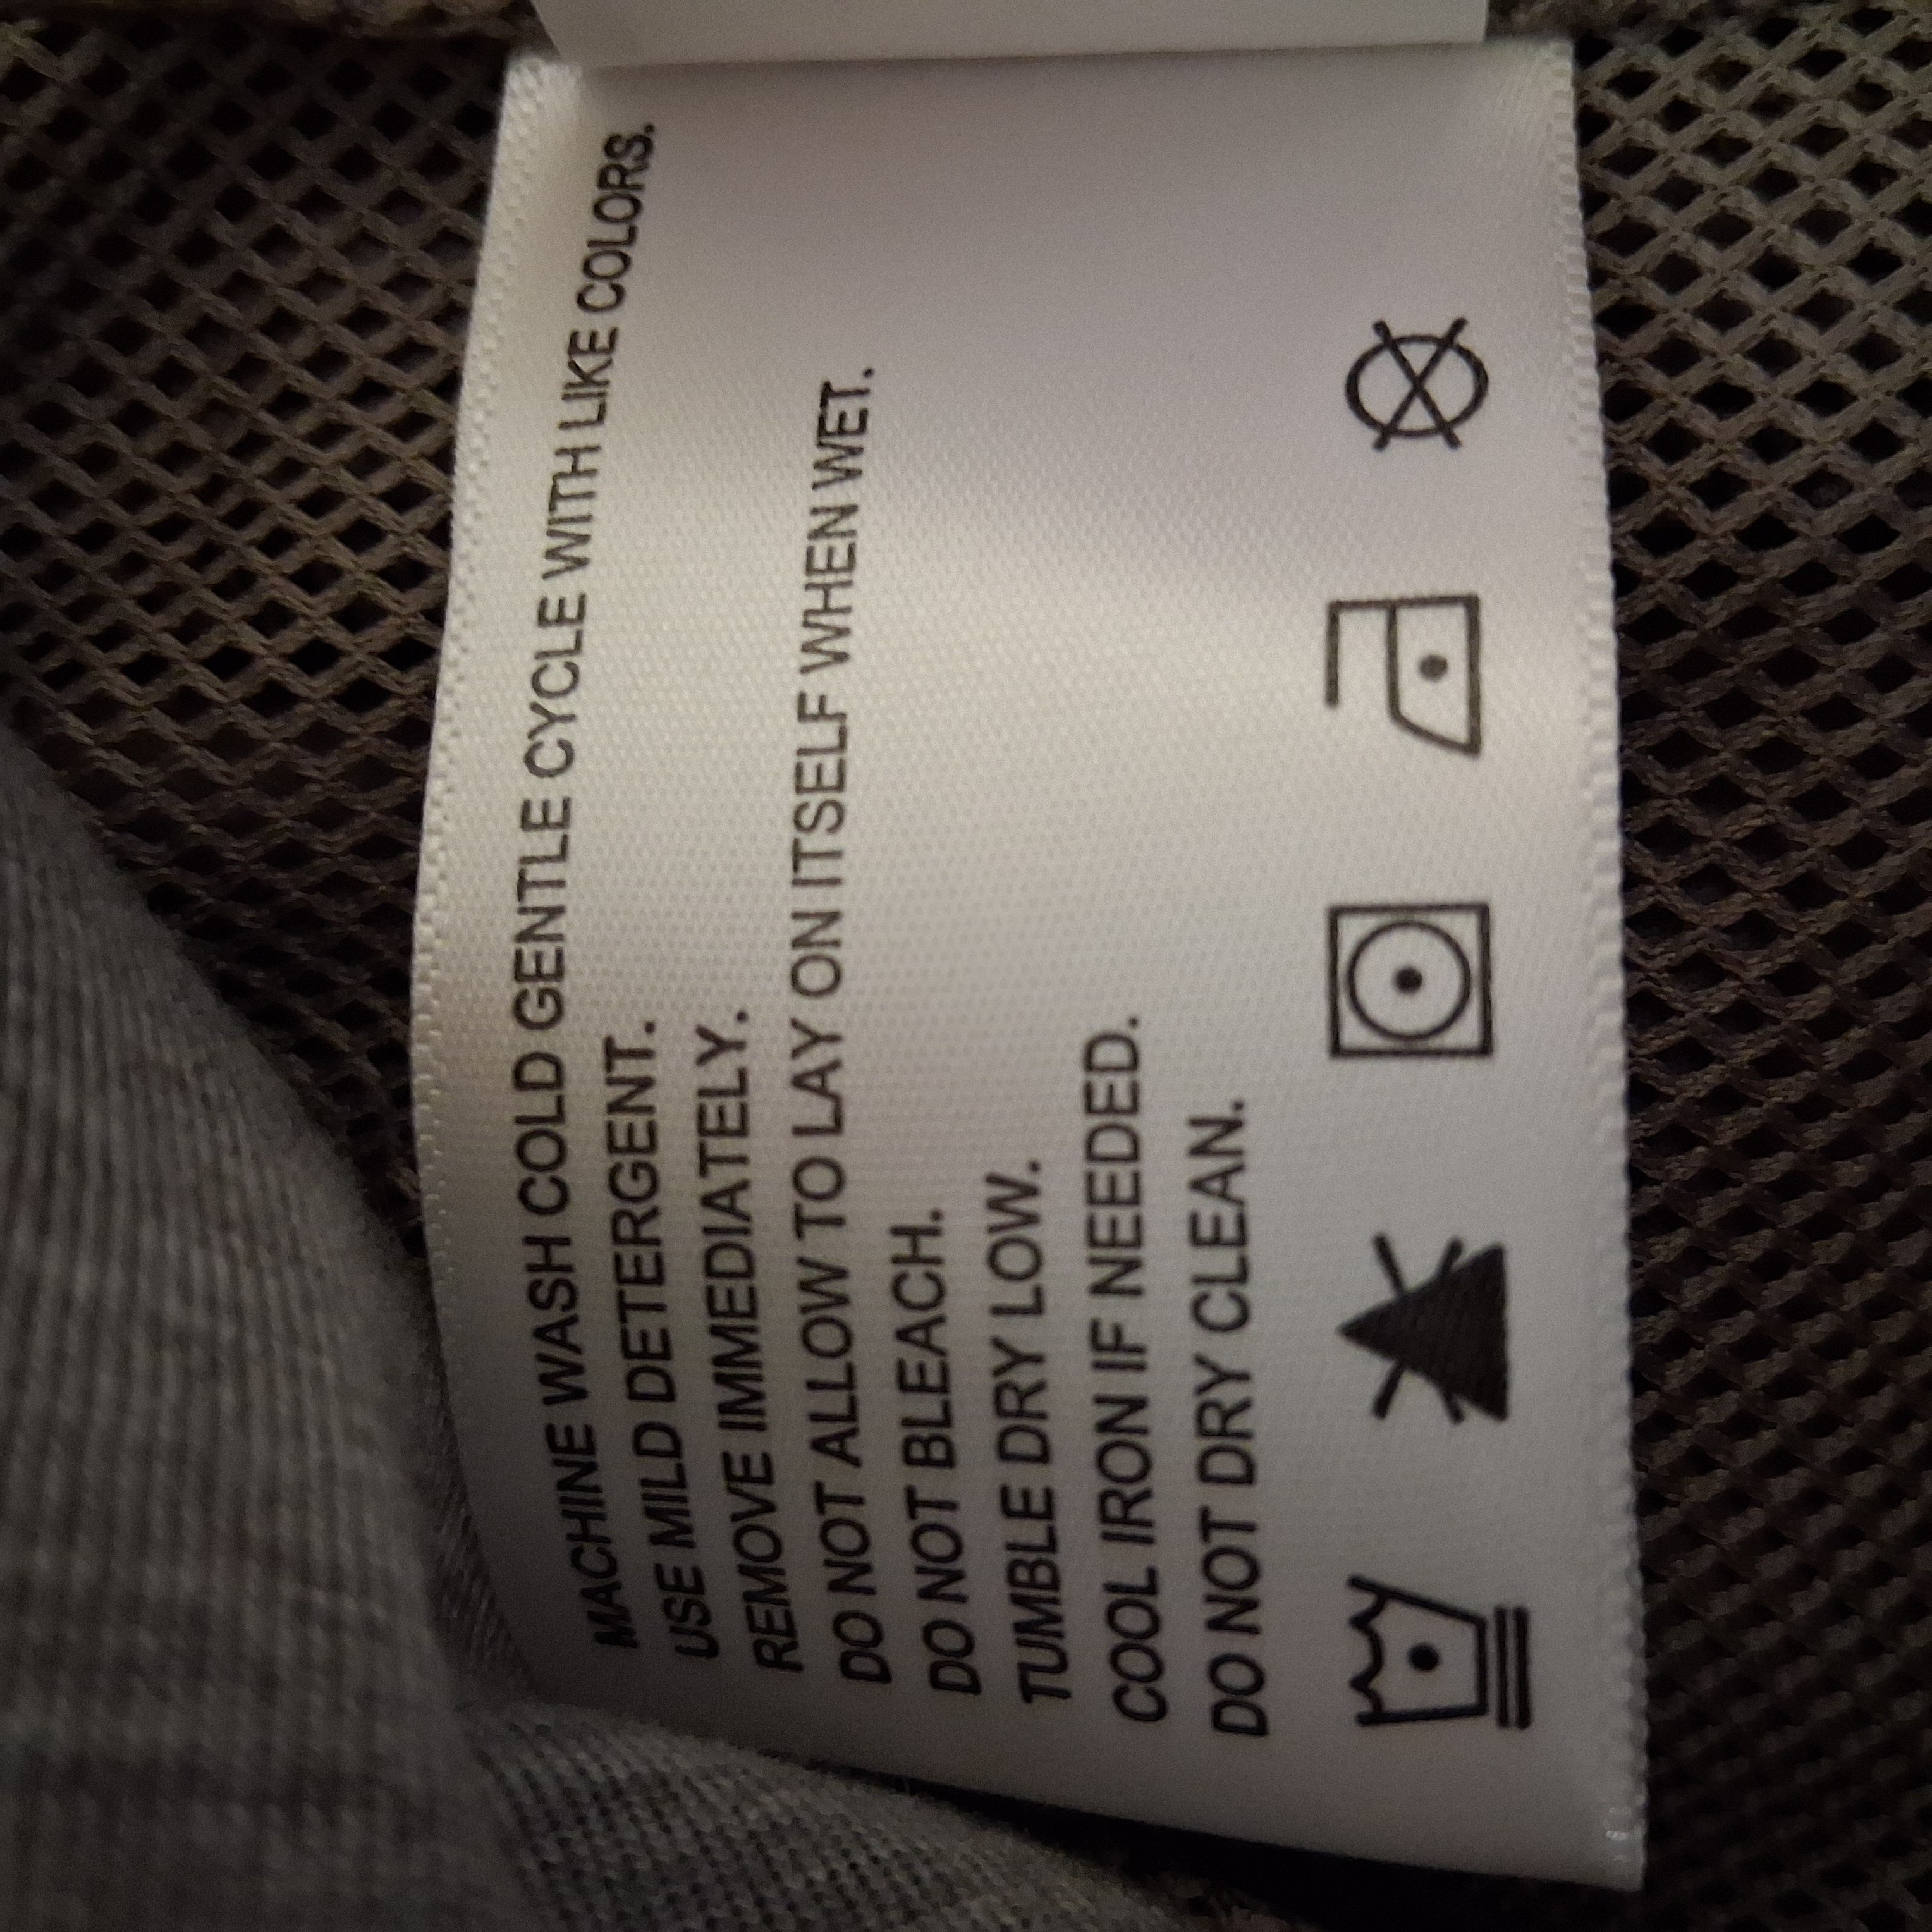 MACHINE WASH COLD GENTLE CYCLE WITH LIKE COLORS.
USE MILD DETERGENT.
REMOVE IMMEDIATELY.
DO NOT ALLOW TO LAY ON ITSELF WHEN WET.
DO NOT BLEACH.
TUMBLE DRY LOW.
COOL IRON IF NEEDED.
DO NOT DRY CLEAN.